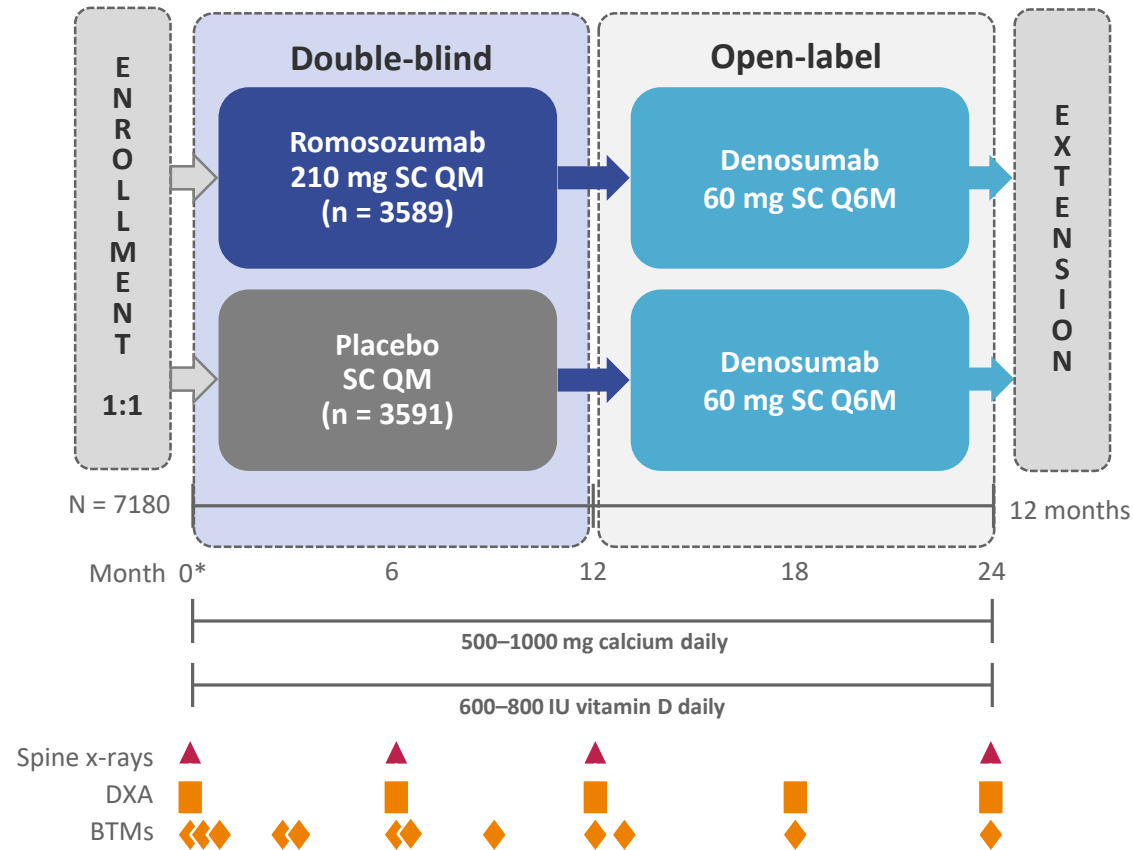 ENROLLMENT
1:1
Double-blind
Open-label
Romosozumab
210 mg SC QM
(n = 3589)
Denosumab
60 mg SC Q6M
Placebo
SC QM
(n = 3591)
Denosumab
60 mg SC Q6M
EXTENSION
N = 7180
12 months
Month 0* 6 12 18 24
500–1000 mg calcium daily
600–800 IU vitamin D daily
Spine x-rays
DXA
BTMs